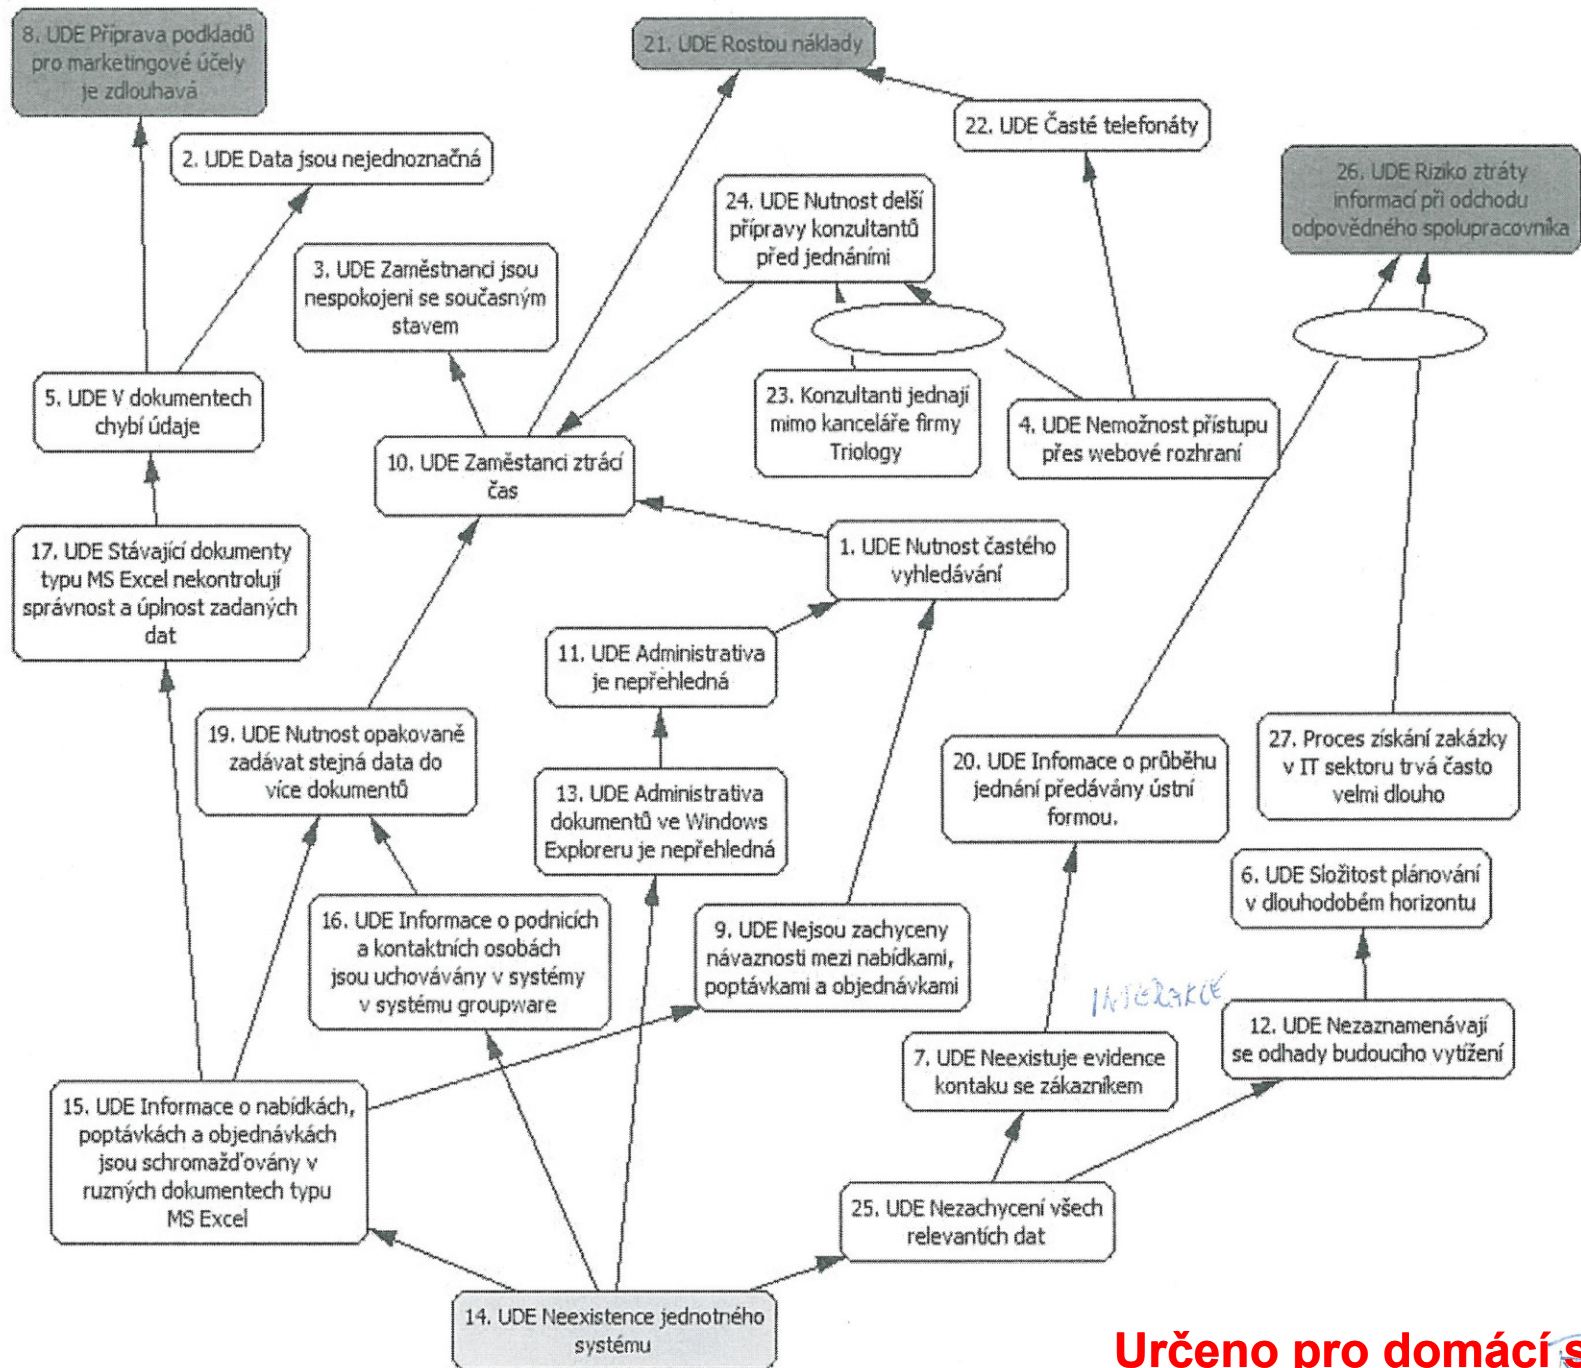 8. UDE Příprava podkladů
pro marketingové účely
je zdlouhavá
21. UDE Rostou náklady
22. UDE Časté telefonáty
2. UDE Data jsou nejednoznačná
26. UDE Riziko ztráty
informací při odchodu
odpovědného spolupracovníka
24. UDE Nutnost delší
přípravy konzultantů
před jednáními
3. UDE Zaměstnanci jsou
nespokojeni se současným
stavem
5. UDE V dokumentech
chybí údaje
23. Konzultanti jednají
mimo kanceláře firmy
Triology
4. UDE Nemožnost přístupu
přes webové rozhraní
10. UDE Zaměstanci ztrácí
čas
17. UDE Stávající dokumenty
typu MS Excel nekontrolují
správnost a úplnost zadaných
dat
1. UDE Nutnost častého
vyhledávání
11. UDE Administrativa
je nepřehledná
19. UDE Nutnost opakovaně
zadávat stejná data do
více dokumentů
20. UDE Infomace o průběhu
jednání předávány ústní
formou.
27. Proces získání zakázky
v IT sektoru trvá často
velmi dlouho
13. UDE Administrativa
dokumentů ve Windows
Exploreru je nepřehledná
6. UDE Složitost plánování
v dlouhodobém horizontu
16. UDE Informace o podnicích
a kontaktních osobách
jsou uchovávány v systémy
v systému groupware
9. UDE Nejsou zachyceny
návaznosti mezi nabídkami,
poptávkami a objednávkami
INTERAKCE
12. UDE Nezaznamenávají
se odhady budoucího vytížení
7. UDE Neexistuje evidence
kontaku se zákazníkem
15. UDE Informace o nabídkách,
poptávkách a objednávkách
jsou schromažďovány v
ruzných dokumentech typu
MS Excel
25. UDE Nezachycení všech
relevantích dat
14. UDE Neexistence jednotného
systému
Určeno pro domácí s